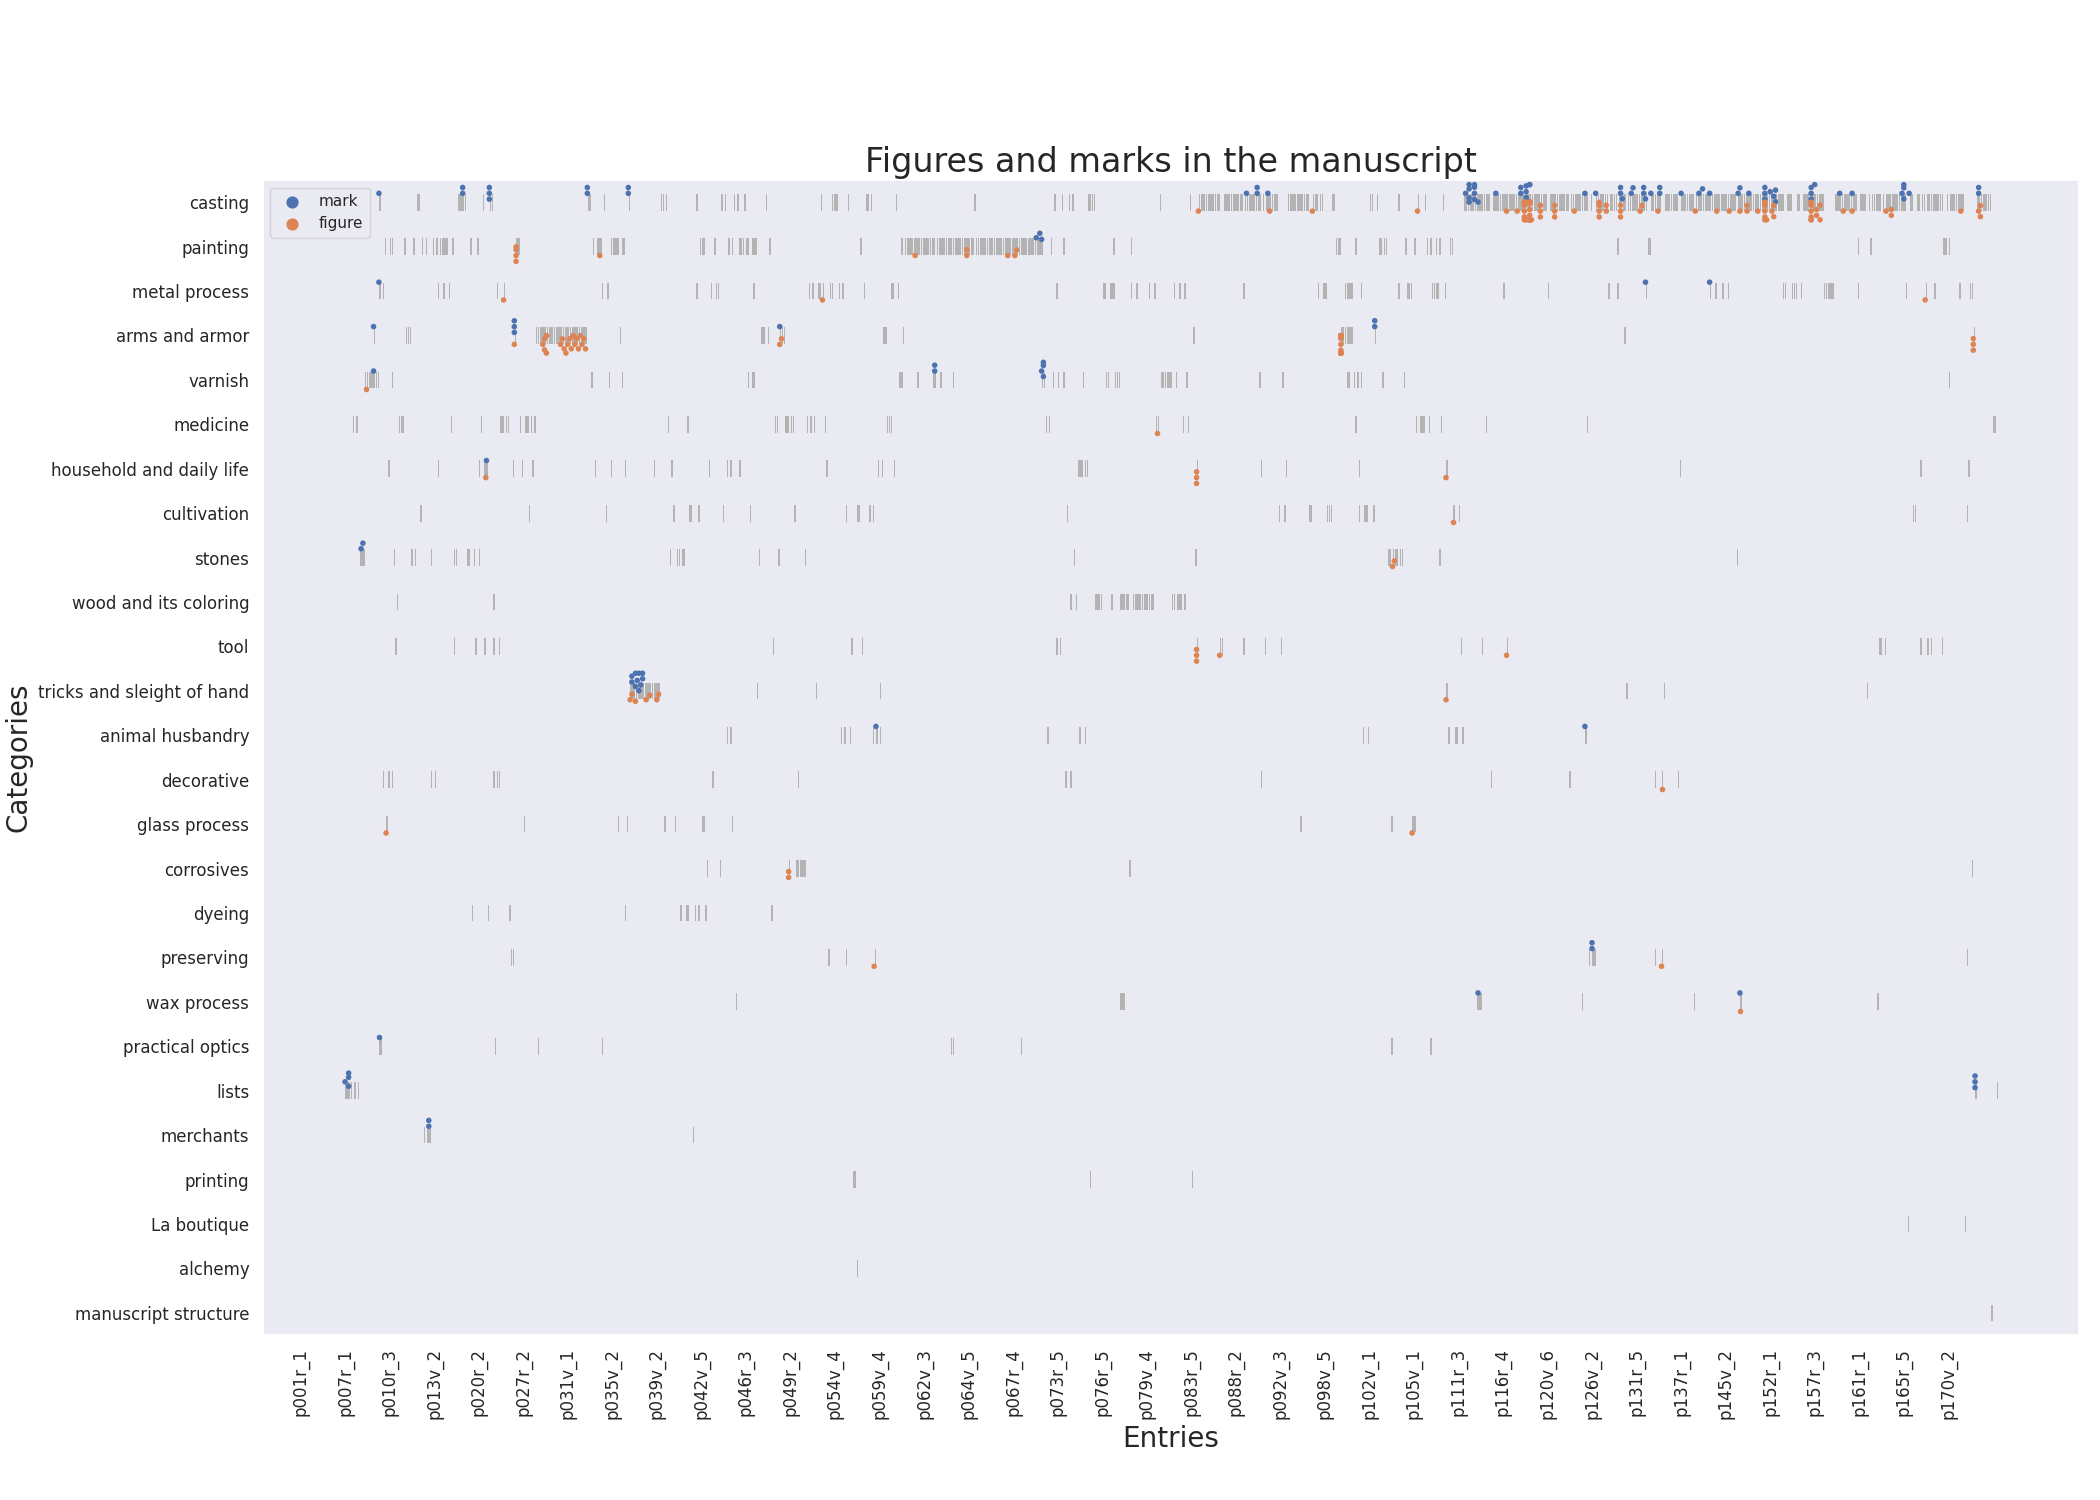 Figures and marks in the manuscript
mark
figure
casting
painting
metal process
arms and armor
varnish
medicine
household and daily life
cultivation
stones
wood and its coloring
tool
tricks and sleight of hand
animal husbandry
decorative
glass process
corrosives
dyeing
preserving
wax process
practical optics
lists
merchants
printing
La boutique
alchemy
manuscript structure
Categories
p001r_1
p007r_1
p010r_3
p013v_2
p020r_2
p027r_2
p031v_1
p035v_2
p039v_2
p042v_5
p046r_3
p049r_2
p054v_4
p059v_4
p062v_3
p064v_5
p067r_4
p073r_5
p076r_5
p079v_4
p083r_5
p088r_2
p092v_3
p098v_5
p102v_1
p105v_1
p111r_3
p116r_4
p120v_6
p126v_2
p131r_5
p137r_1
p145v_2
p152r_1
p157r_3
p161r_1
p165r_5
p170v_2
Entries